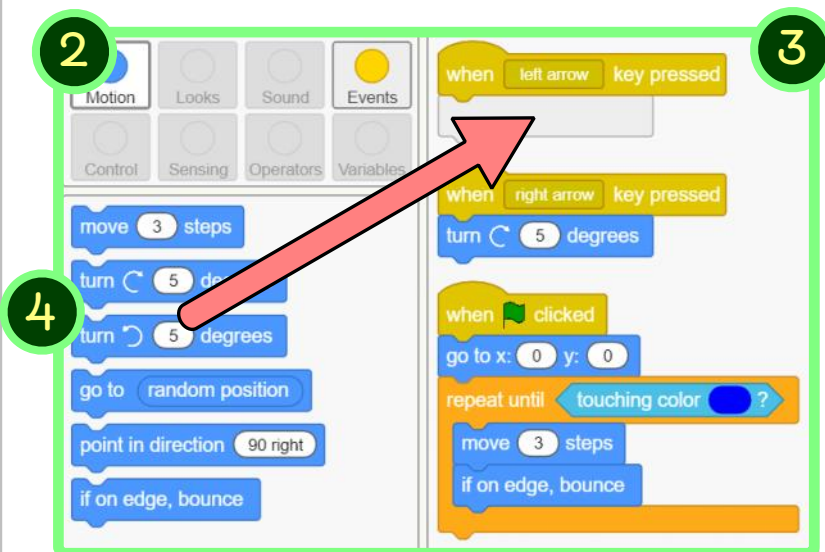 2
3
Motion Looks Sound Events
Control Sensing Operators Variables
move 3 steps
turn 5 degrees
4
turn 5 degrees
go to random position
point in direction 90 right
if on edge, bounce
when left arrow key pressed
when right arrow key pressed
turn 5 degrees
when clicked
go to x: 0 y: 0
repeat until touching color ?
move 3 steps
if on edge, bounce